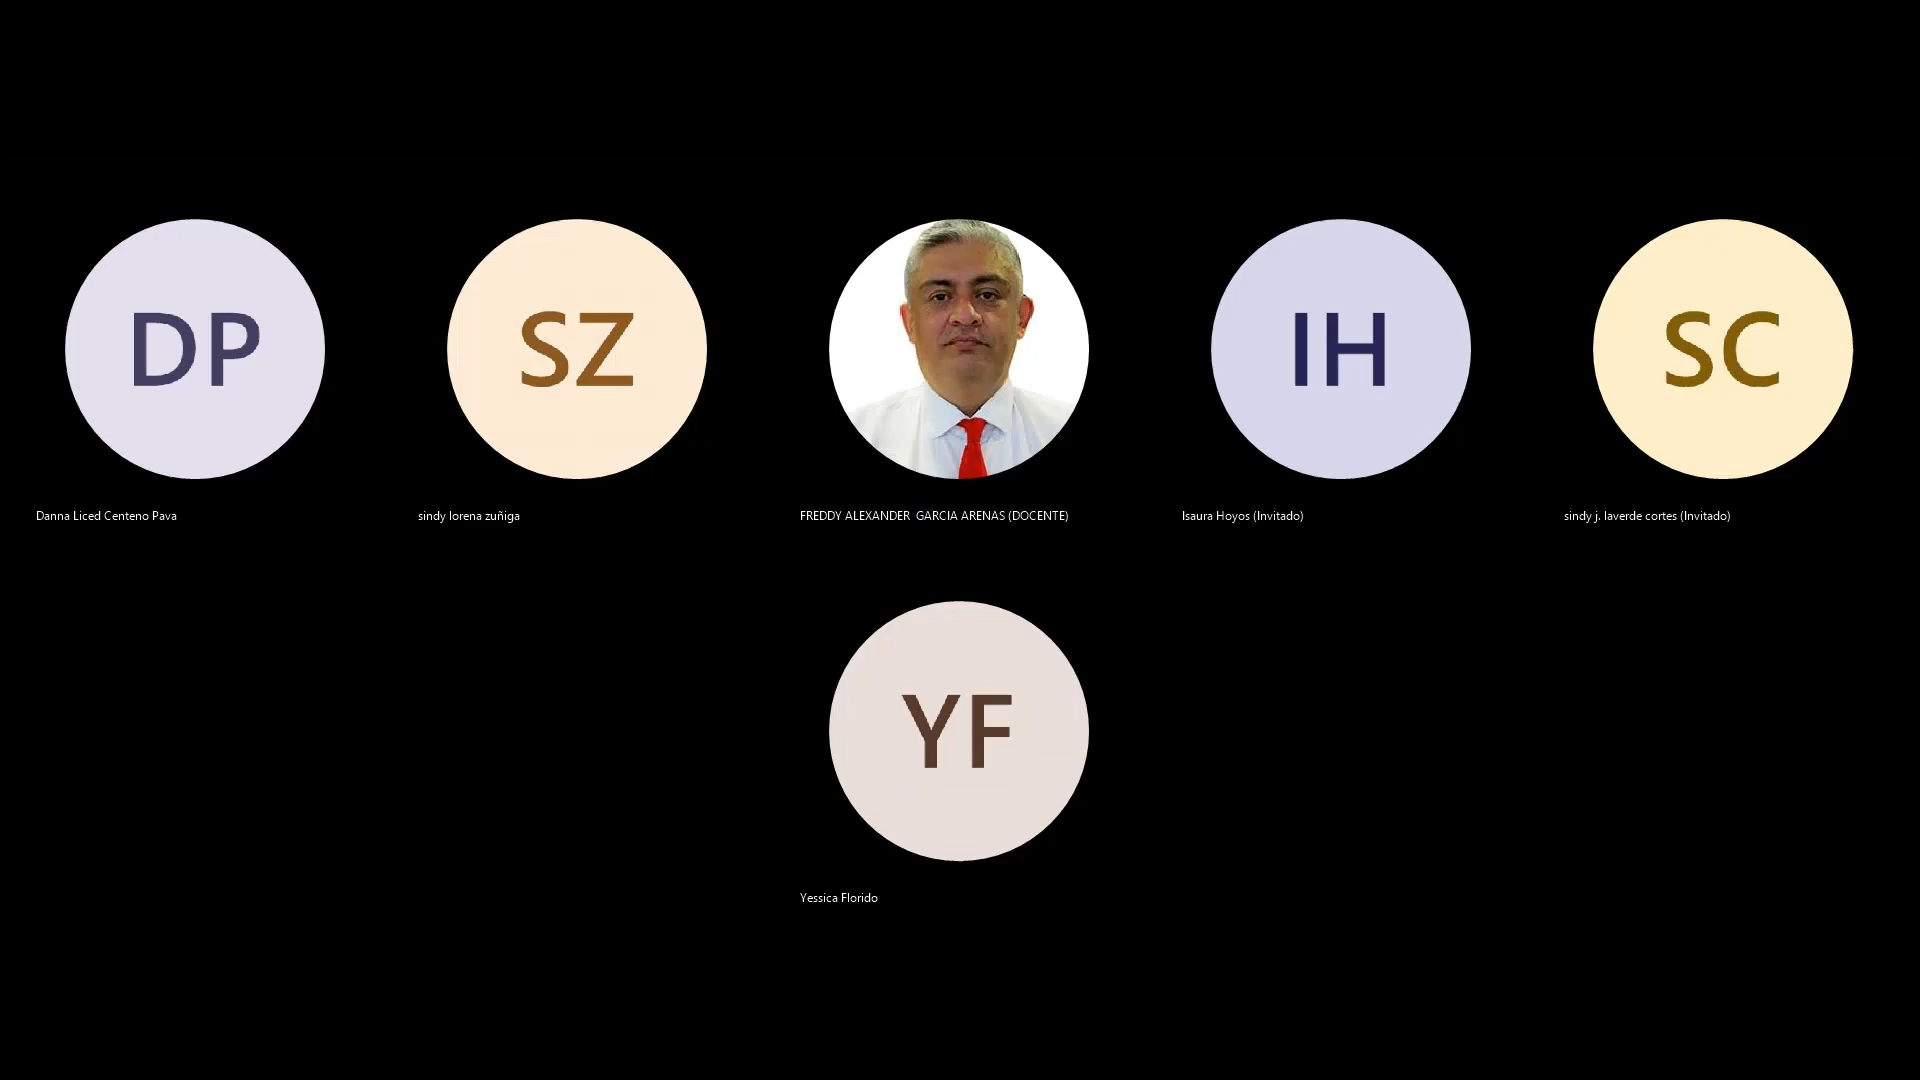 DP
SZ
IH
SC
Danna Liced Centeno Pava
sindy lorena zuñiga
FREDDY ALEXANDER  GARCIA ARENAS (DOCENTE)
Isaura Hoyos (Invitado)
sindy j. laverde cortes (Invitado)
YF
Yessica Florido